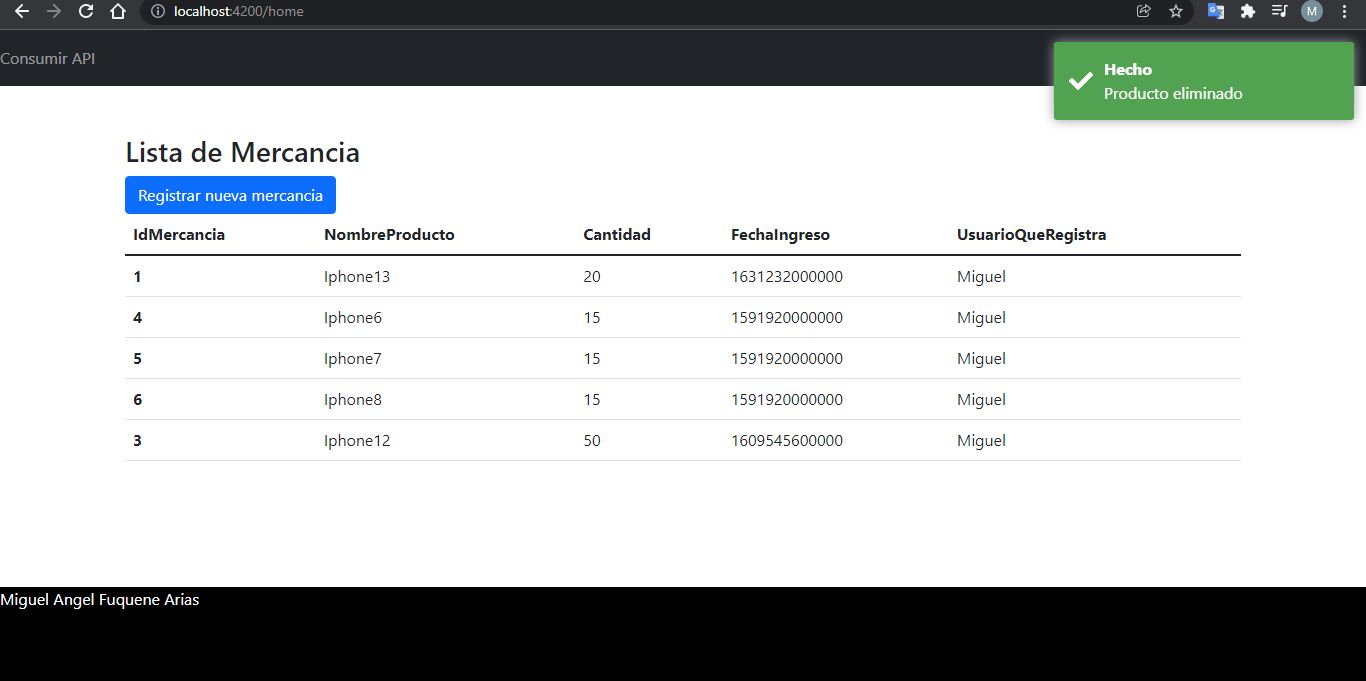 localhost:4200/home
M
Consumir API
Hecho
Producto eliminado
Lista de Mercancia
Registrar nueva mercancia
IdMercancia NombreProducto Cantidad FechaIngreso UsuarioQueRegistra
1 Iphone13 20 1631232000000 Miguel
4 Iphone6 15 1591920000000 Miguel
5 Iphone7 15 1591920000000 Miguel
6 Iphone8 15 1591920000000 Miguel
3 Iphone12 50 1609545600000 Miguel
Miguel Angel Fuquene Arias